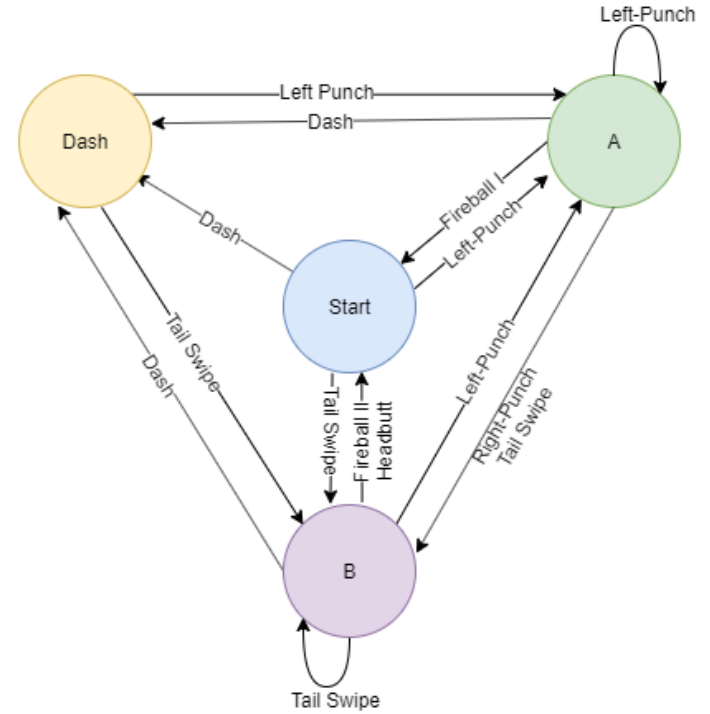 Left-Punch
Left Punch
Dash
Dash
A
Fireball I
Left-Punch
Dash
Start
Tail Swipe
Dash
Tail Swipe
Fireball II
Headbutt
Left-Punch
Right-Punch
Tail Swipe
B
Tail Swipe